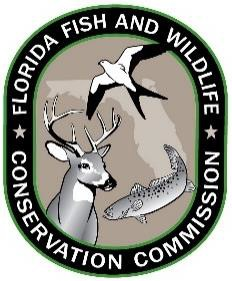 FLORIDA FISH AND WILDLIFE
CONSERVATION COMMISSION